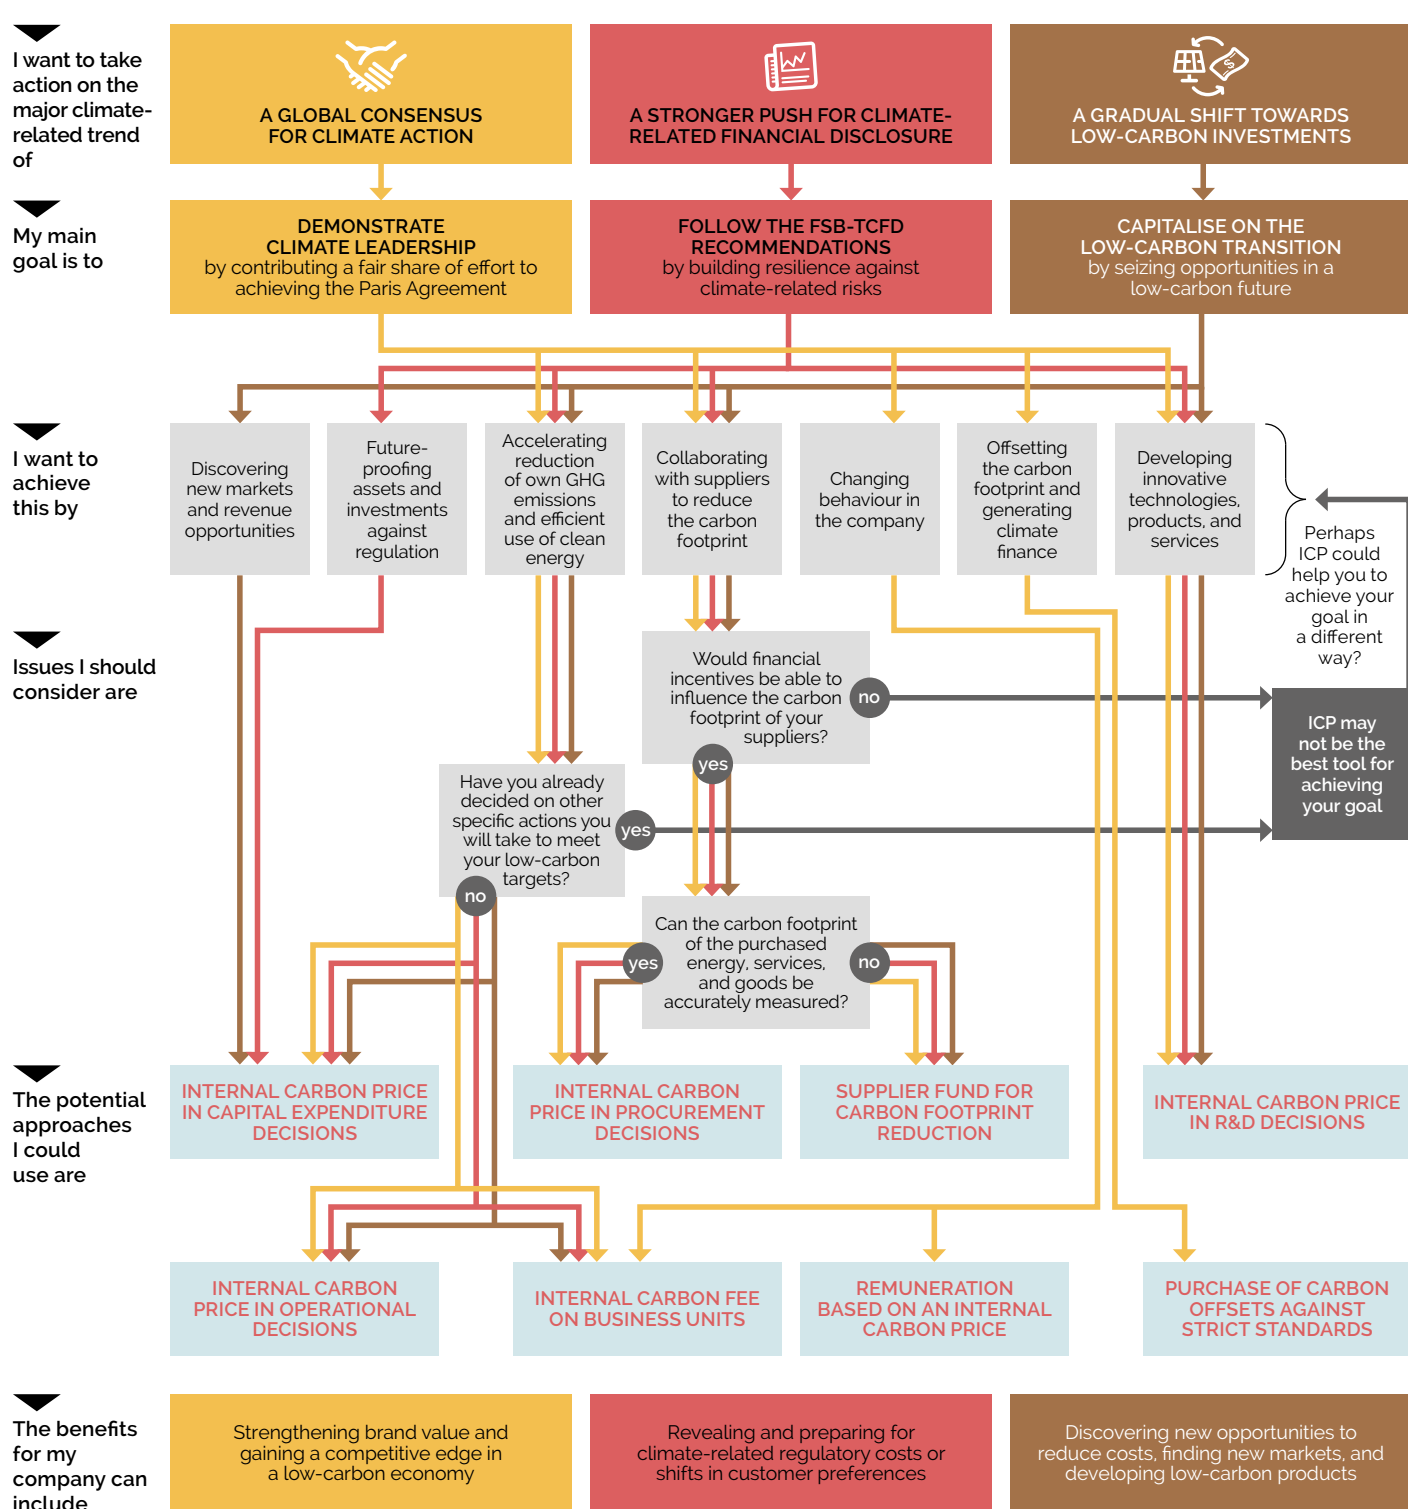 I want to take
action on the
major climate-
related trend
of
A GLOBAL CONSENSUS
FOR CLIMATE ACTION
A STRONGER PUSH FOR CLIMATE-
RELATED FINANCIAL DISCLOSURE
A GRADUAL SHIFT TOWARDS
LOW-CARBON INVESTMENTS
My main
goal is to
DEMONSTRATE
CLIMATE LEADERSHIP
by contributing a fair share of effort to
achieving the Paris Agreement
FOLLOW THE FSB-TCFD
RECOMMENDATIONS
by building resilience against
climate-related risks
CAPITALISE ON THE
LOW-CARBON TRANSITION
by seizing opportunities in a
low-carbon future
I want to
achieve
this by
Discovering
new markets
and revenue
opportunities
Future-
proofing
assets and
investments
against
regulation
Accelerating
reduction
of own GHG
emissions
and efficient
use of clean
energy
Collaborating
with suppliers
to reduce
the carbon
footprint
Changing
behaviour in
the company
Offsetting
the carbon
footprint and
generating
climate
finance
Developing
innovative
technologies,
products, and
services
Perhaps
ICP could
help you to
achieve your
goal in
a different
way?
Issues I should
consider are
Would financial
incentives be able to
influence the carbon
footprint of your
suppliers?
no
yes
ICP may
not be the
best tool for
achieving
your goal
Have you already
decided on other
specific actions you
will take to meet
your low-carbon
targets?
yes
no
Can the carbon footprint
of the purchased
energy, services,
and goods be
accurately measured?
yes
no
The potential
approaches
I could
use are
INTERNAL CARBON PRICE
IN CAPITAL EXPENDITURE
DECISIONS
INTERNAL CARBON
PRICE IN PROCUREMENT
DECISIONS
SUPPLIER FUND FOR
CARBON FOOTPRINT
REDUCTION
INTERNAL CARBON PRICE
IN R&D DECISIONS
INTERNAL CARBON
PRICE IN OPERATIONAL
DECISIONS
INTERNAL CARBON FEE
ON BUSINESS UNITS
REMUNERATION
BASED ON AN INTERNAL
CARBON PRICE
PURCHASE OF CARBON
OFFSETS AGAINST
STRICT STANDARDS
The benefits
for my
company can
include
Strengthening brand value and
gaining a competitive edge in
a low-carbon economy
Revealing and preparing for
climate-related regulatory costs or
shifts in customer preferences
Discovering new opportunities to
reduce costs, finding new markets, and
developing low-carbon products